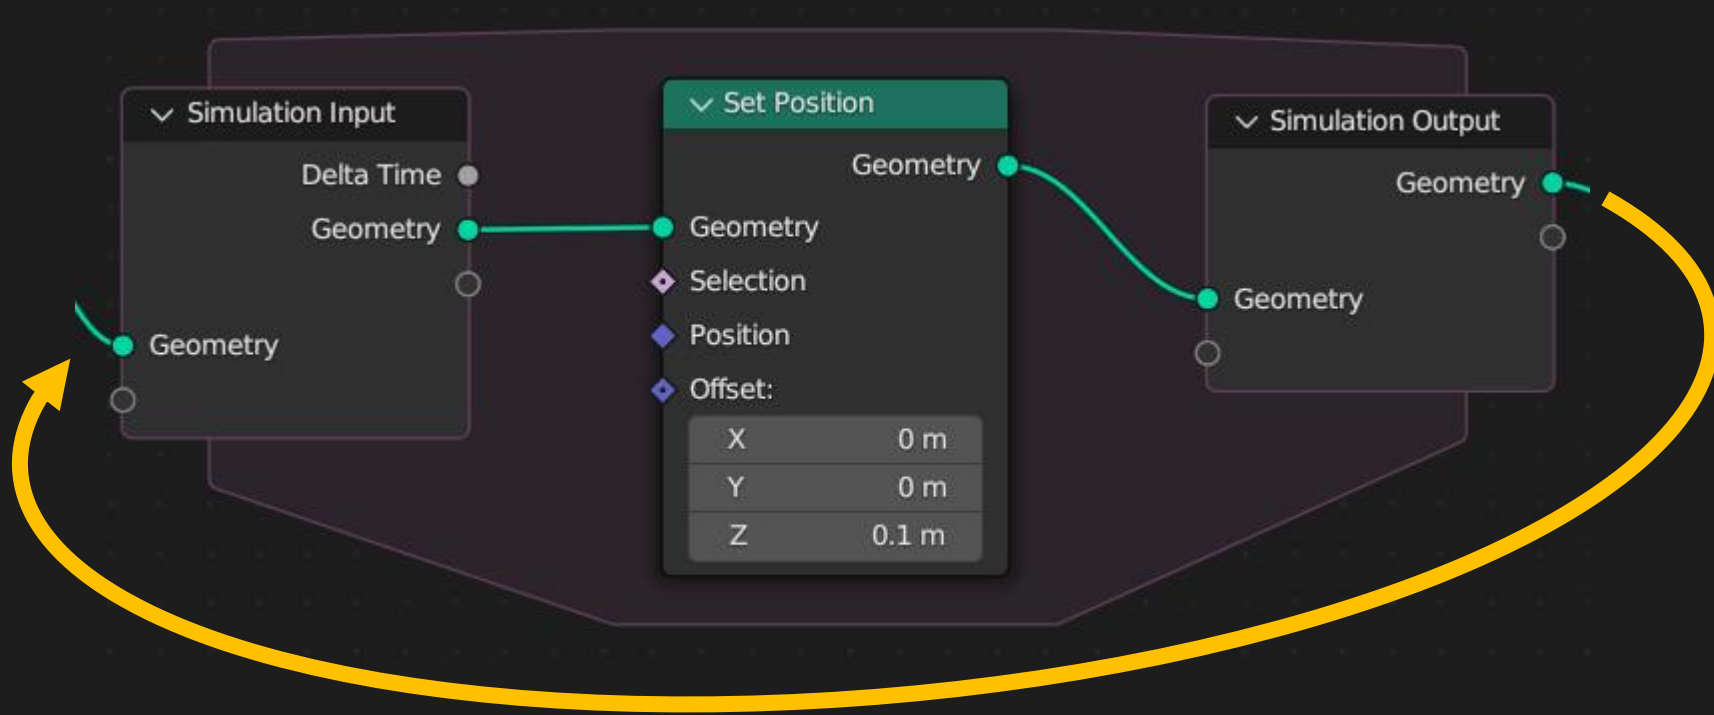 Simulation Input
Delta Time
Geometry
Geometry
Set Position
Geometry
Geometry
Selection
Position
Offset:
X 0 m
Y 0 m
Z 0.1 m
Simulation Output
Geometry
Geometry